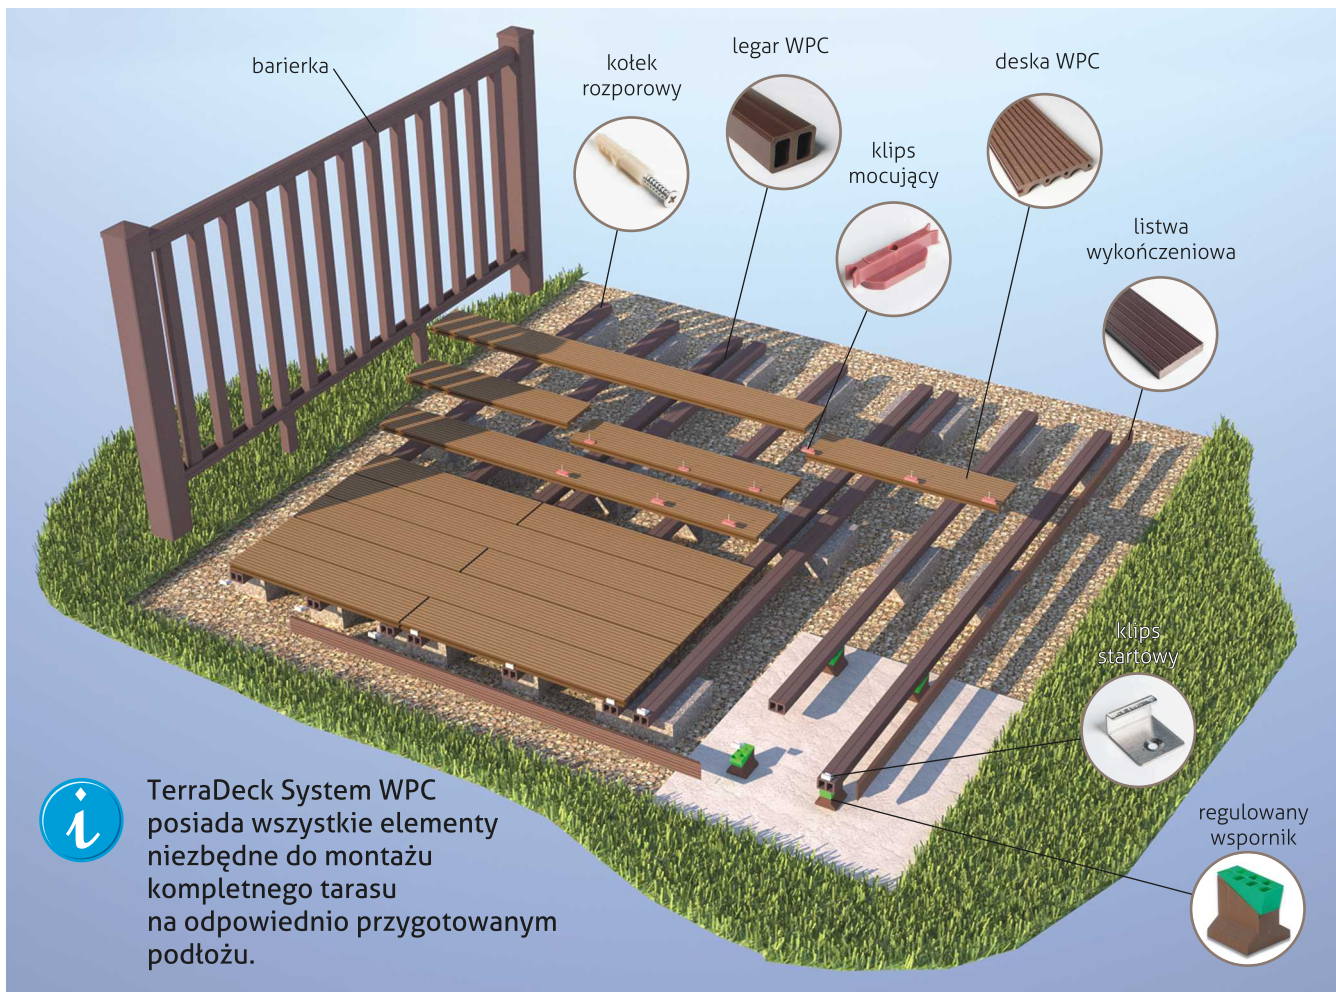 barierka
kołek
rozporowy
legar WPC
klips
mocujący
deska WPC
listwa
wykończeniowa
klips
startowy
regulowany
wspornik
i
TerraDeck System WPC
posiada wszystkie elementy
niezbędne do montażu
kompletnego tarasu
na odpowiednio przygotowanym
podłożu.